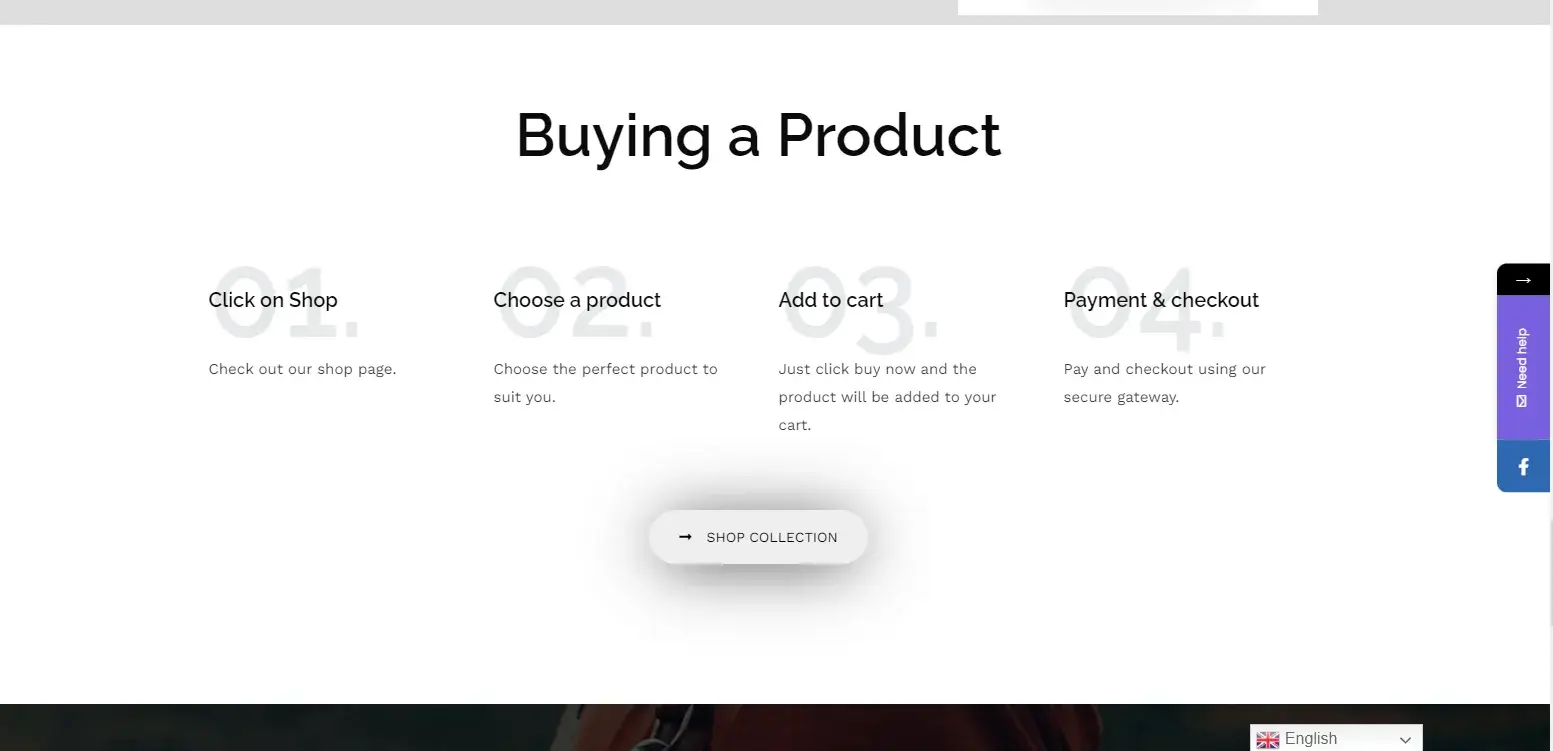 Buying a Product
01.
Click on Shop
Check out our shop page.
02.
Choose a product
Choose the perfect product to
suit you.
03.
Add to cart
Just click buy now and the
product will be added to your
cart.
04.
Payment & checkout
Pay and checkout using our
secure gateway.
→ SHOP COLLECTION
→
Need help
English